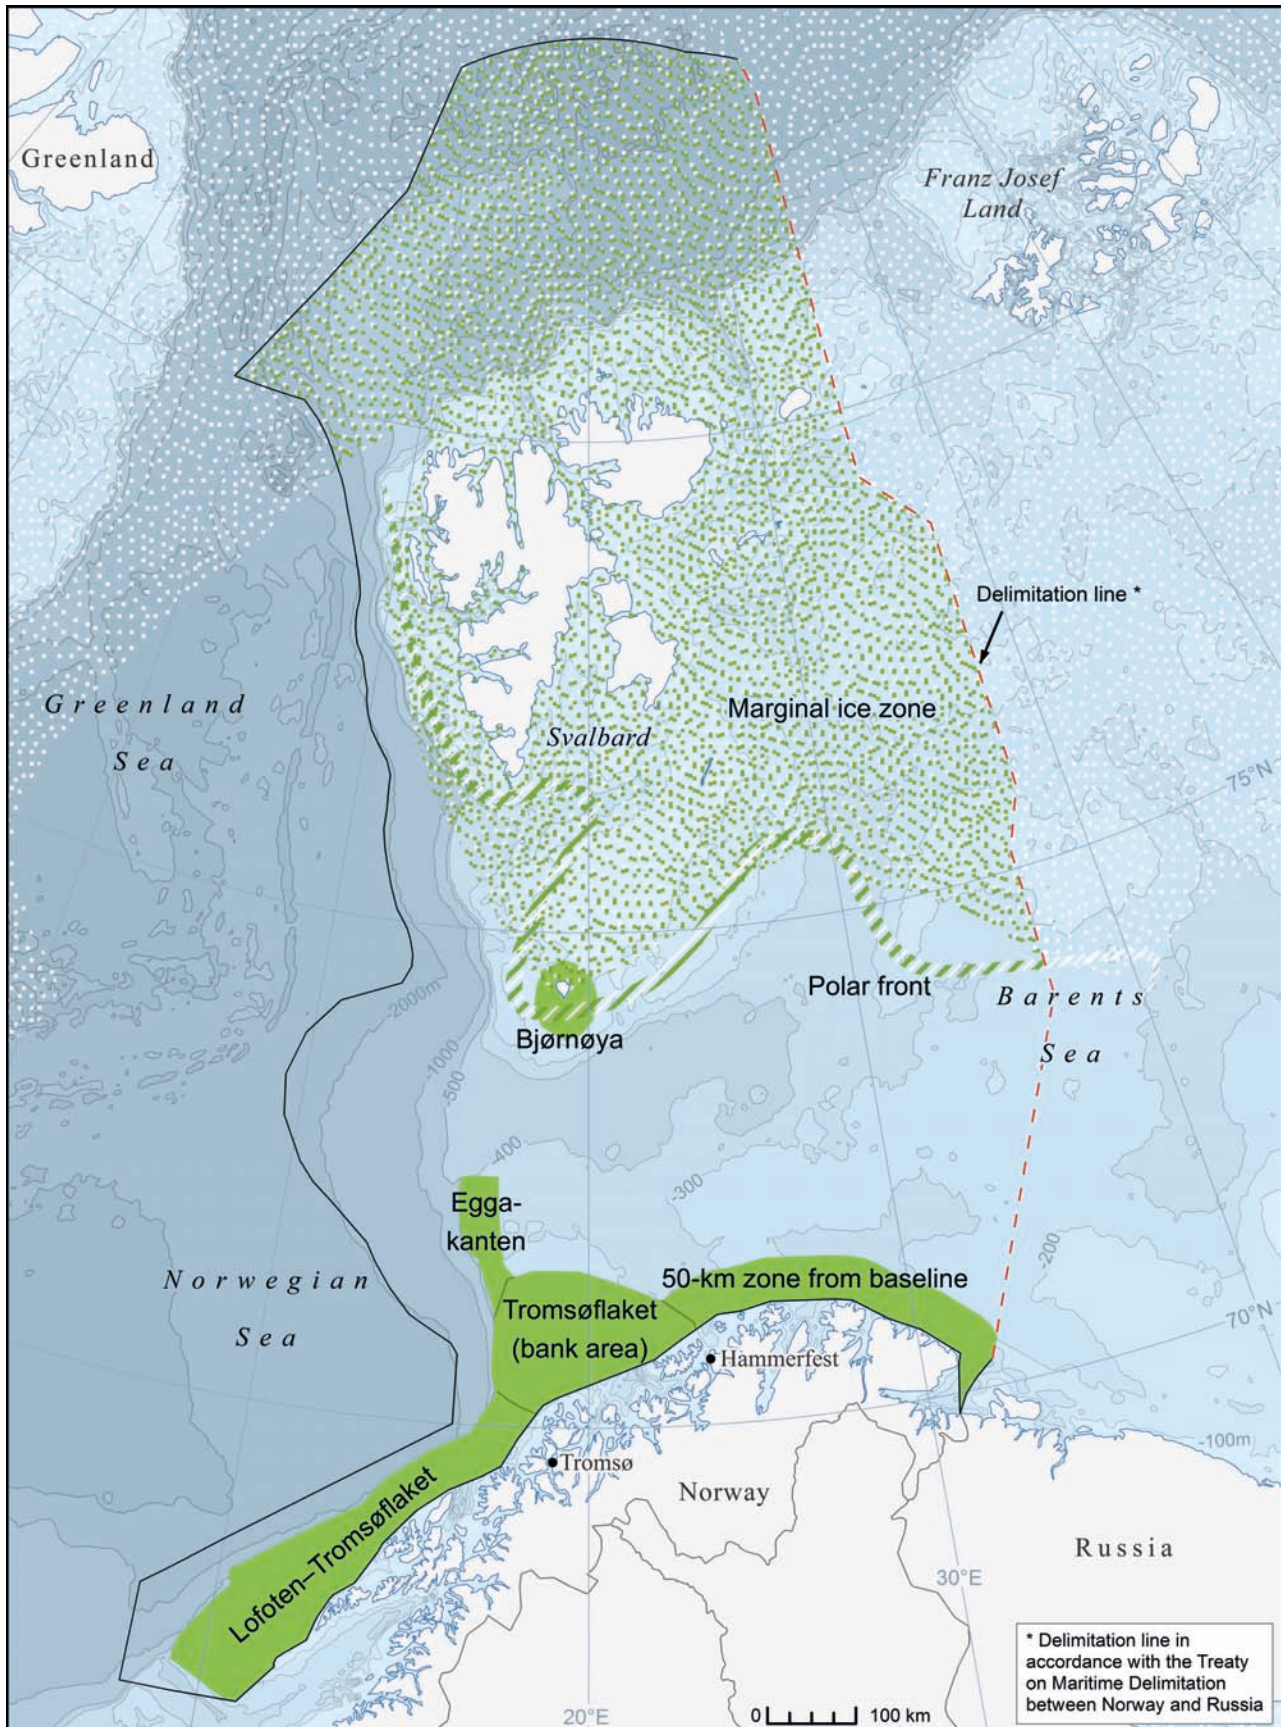 Greenland
Franz Josef
Land
Delimitation line *
Greenland
Sea
Marginal ice zone
Svalbard
75°N
Polar front
Barents
Sea
Bjørnøya
-2000m
-1000
-500
-400
-300
-200
Egga-
kanten
50-km zone from baseline
Norwegian
Sea
Tromsøflaket
(bank area)
70°N
Hammerfest
-100m
Tromsø
Norway
Lofoten–Tromsøflaket
Russia
30°E
20°E
0 100 km
* Delimitation line in
accordance with the Treaty
on Maritime Delimitation
between Norway and Russia